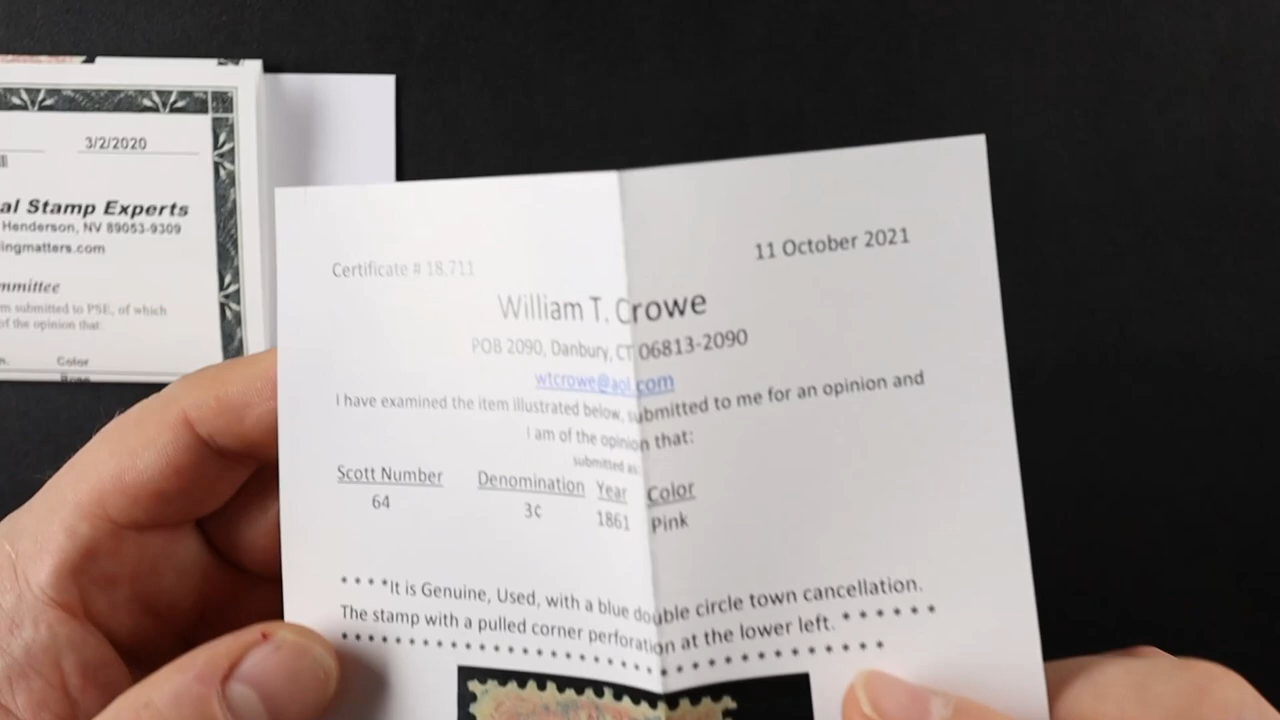 3/2/2020
al Stamp Experts
Henderson, NV 89053-9309
ingmatters.com
mmittee
m submitted to PSE, of which
of the opinion that:
n. Color
Rose
11 October 2021
Certificate # 18,711
William T. Crowe
POB 2090, Danbury, CT 06813-2090
wtcrowe@aol.com
I have examined the item illustrated below, submitted to me for an opinion and
I am of the opinion that:
submitted as:
Scott Number Denomination Year Color
64 3¢ 1861 Pink
* * * *It is Genuine, Used, with a blue double circle town cancellation.
The stamp with a pulled corner perforation at the lower left. * * * * * *